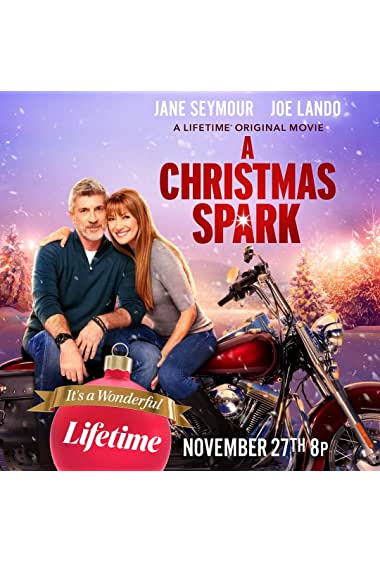 JANE SEYMOUR JOE LANDO
A LIFETIME ORIGINAL MOVIE
A
CHRISTMAS
SPARK
It's a Wonderful
Lifetime
NOVEMBER 27TH 8P